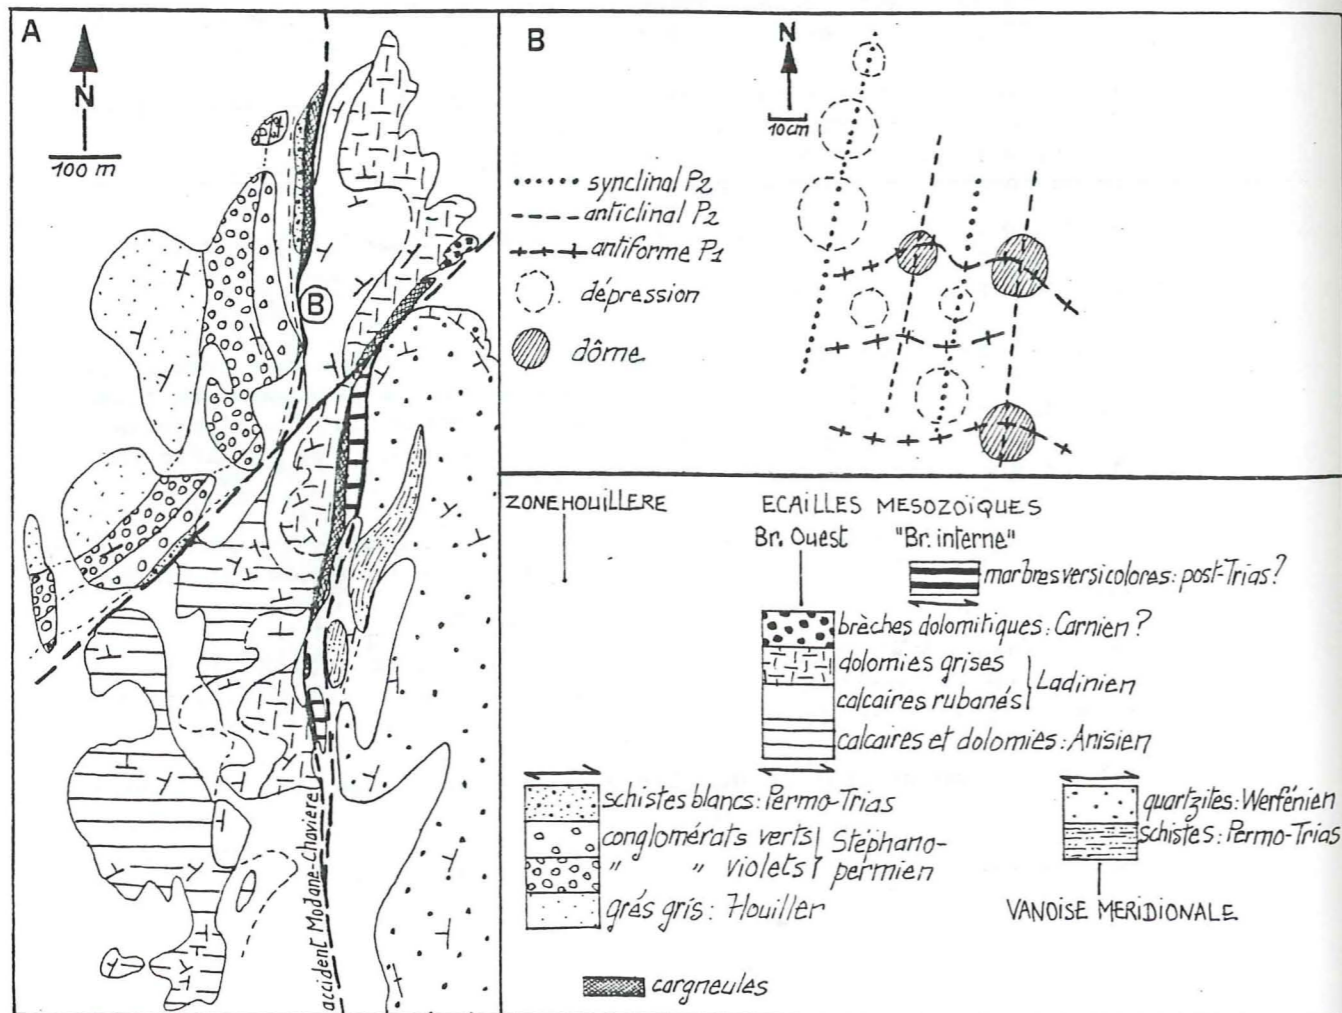 A
N
100 m
B
accident Modane-Chavière
B
N
10cm
synclinal P2
anticlinal P2
antiforme P1
dépression
dôme
ZONE HOUILLERE
ECAILLES MESOZOÏQUES
Br. Ouest "Br. interne"
marbres versicolores: post-Trias?
brèches dolomitiques: Carnien?
dolomies grises
Ladinien
calcaires rubanés
calcaires et dolomies: Anisien
schistes blancs: Permo-Trias
conglomérats verts Stéphano-
" " violets permien
grés gris: Houiller
quartzites: Werfénien
schistes: Permo-Trias
VANOISE MERIDIONALE
cargneules